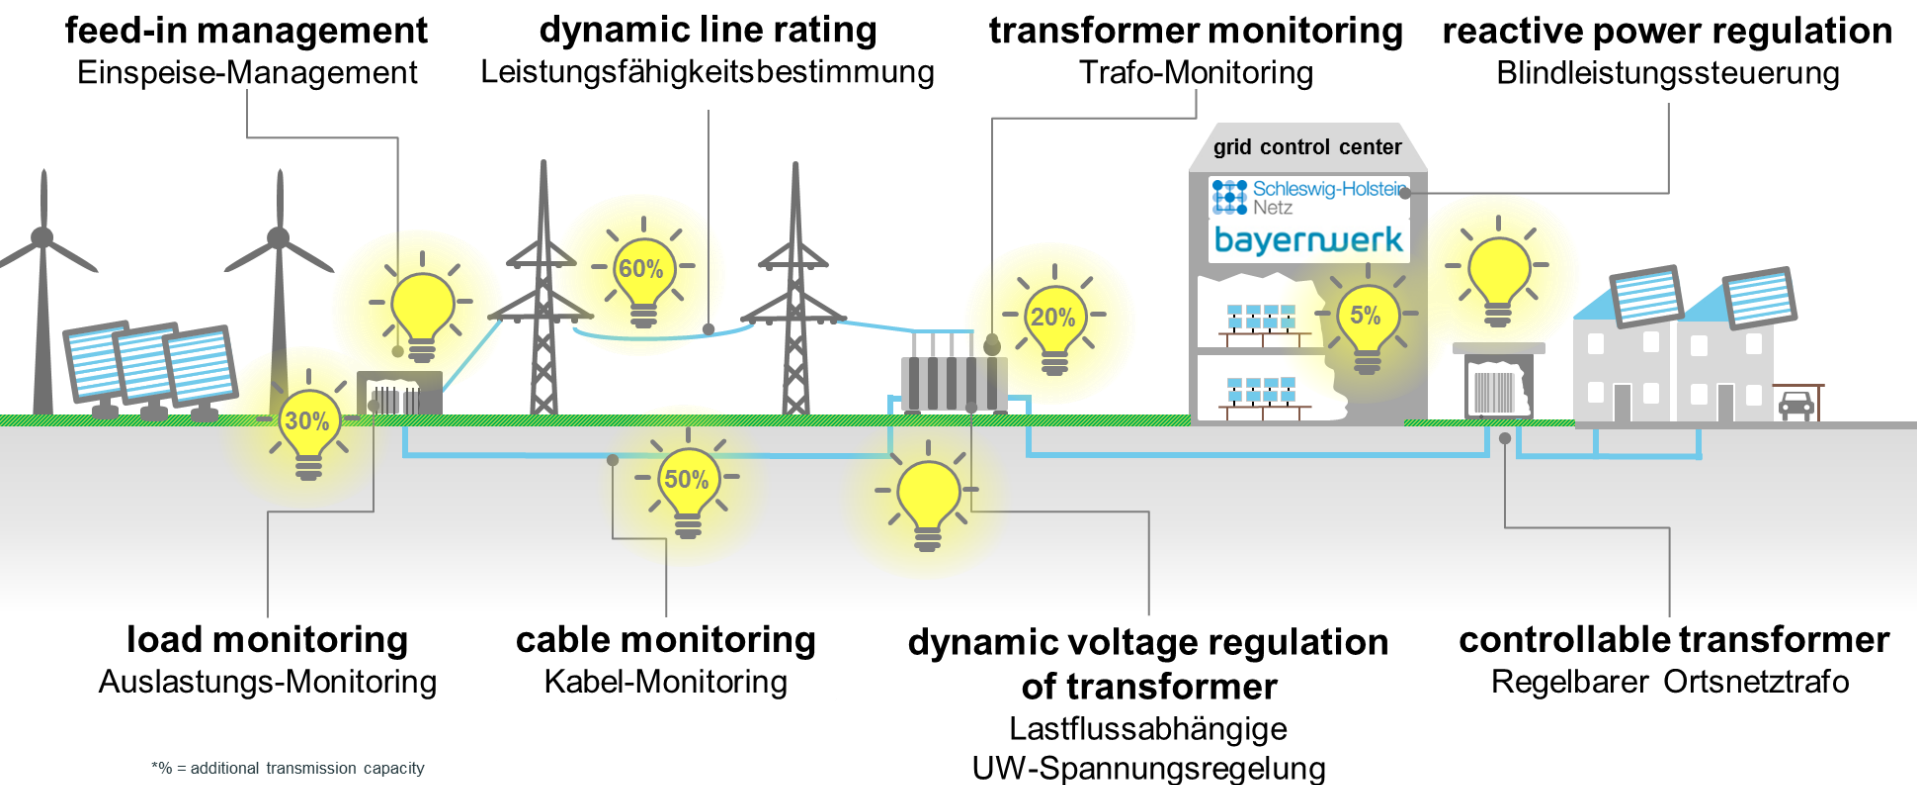 feed-in management
Einspeise-Management
dynamic line rating
Leistungsfähigkeitsbestimmung
transformer monitoring
Trafo-Monitoring
reactive power regulation
Blindleistungssteuerung
grid control center
Schleswig-Holstein
Netz
bayernwerk
60%
20%
5%
30%
50%
load monitoring
Auslastungs-Monitoring
cable monitoring
Kabel-Monitoring
dynamic voltage regulation
of transformer
Lastflussabhängige
UW-Spannungsregelung
controllable transformer
Regelbarer Ortsnetztrafo
*% = additional transmission capacity